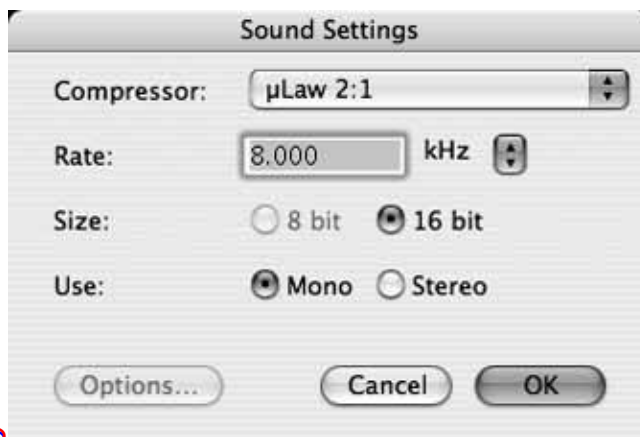 Sound Settings
Compressor: µLaw 2:1
Rate: 8.000 kHz
Size: 8 bit 16 bit
Use: Mono Stereo
Options... Cancel OK